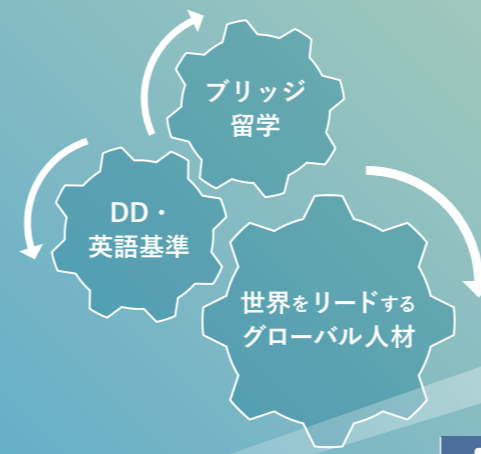 ブリッジ
留学
DD・
英語基準
世界をリードする
グローバル人材